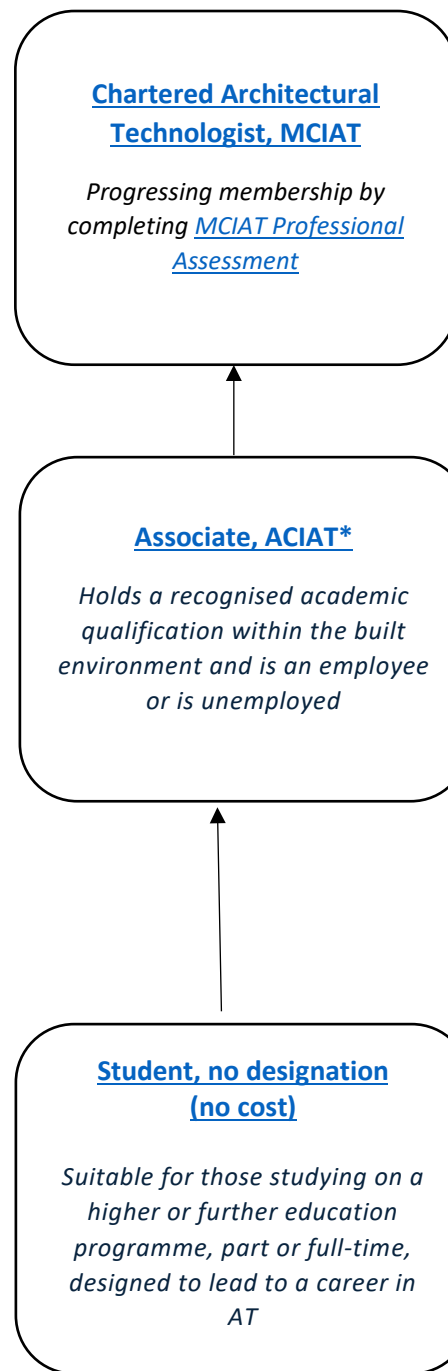 Chartered Architectural
Technologist, MCIAT
Progressing membership by
completing MCIAT Professional
Assessment
Associate, ACIAT*
Holds a recognised academic
qualification within the built
environment and is an employee
or is unemployed
Student, no designation
(no cost)
Suitable for those studying on a
higher or further education
programme, part or full-time,
designed to lead to a career in
AT